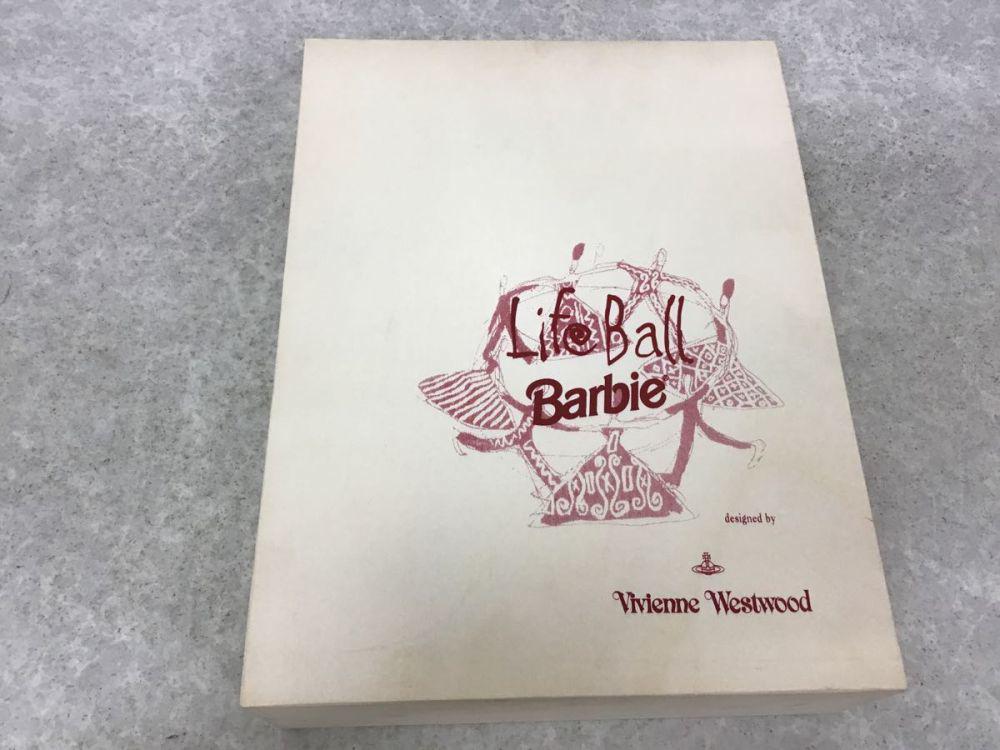 Life Ball
Barbie
designed by
Vivienne Westwood